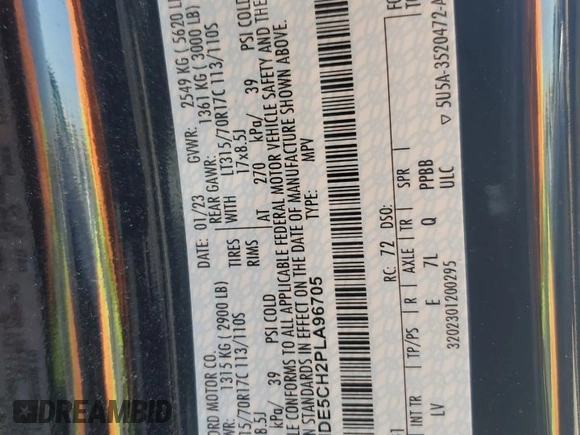 ORD MOTOR CO.
DATE: 01/23
GVWR: 2549 KG ( 5620 L
WR: 1315 KG ( 2900 LB)
REAR GAWR: 1361 KG ( 3000 LB)
15/70R17C 113/110S
TIRES WITH
LT315/70R17C 113/110S
8.5J
RIMS
17x8.5J
kPa/ 39 PSI COLD
AT 270 kPa/ 39 PSI COLD
LE CONFORMS TO ALL APPLICABLE FEDERAL MOTOR VEHICLE SAFETY AND THE
N STANDARDS IN EFFECT ON THE DATE OF MANUFACTURE SHOWN ABOVE.
DE5CH2PLA96705
TYPE: MPV
RC: 72 DSO:
FO
INT TR TP/PS R AXLE TR SPR
LV E 7L Q PPBB
3202301200295 ULC
▽ 5U5A-3520472-A
DREAMBID